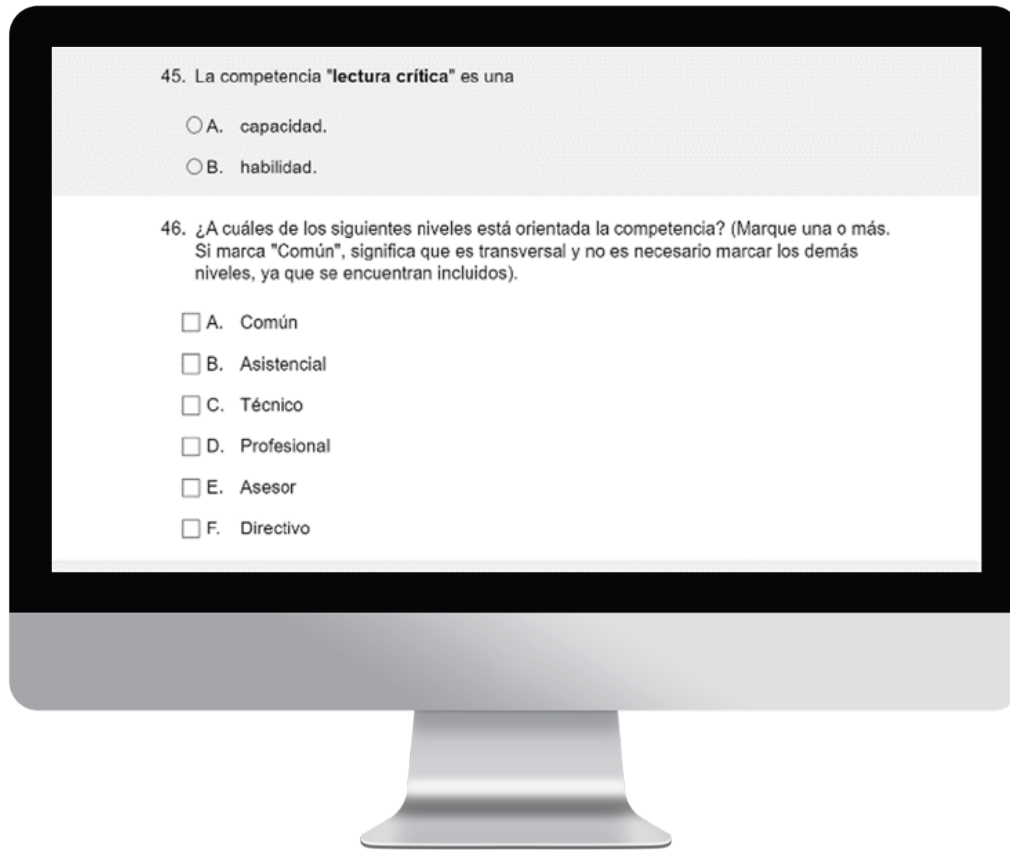 45. La competencia "lectura crítica" es una
A. capacidad.
B. habilidad.
46. ¿A cuáles de los siguientes niveles está orientada la competencia? (Marque una o más.
Si marca "Común", significa que es transversal y no es necesario marcar los demás
niveles, ya que se encuentran incluidos).
A. Común
B. Asistencial
C. Técnico
D. Profesional
E. Asesor
F. Directivo